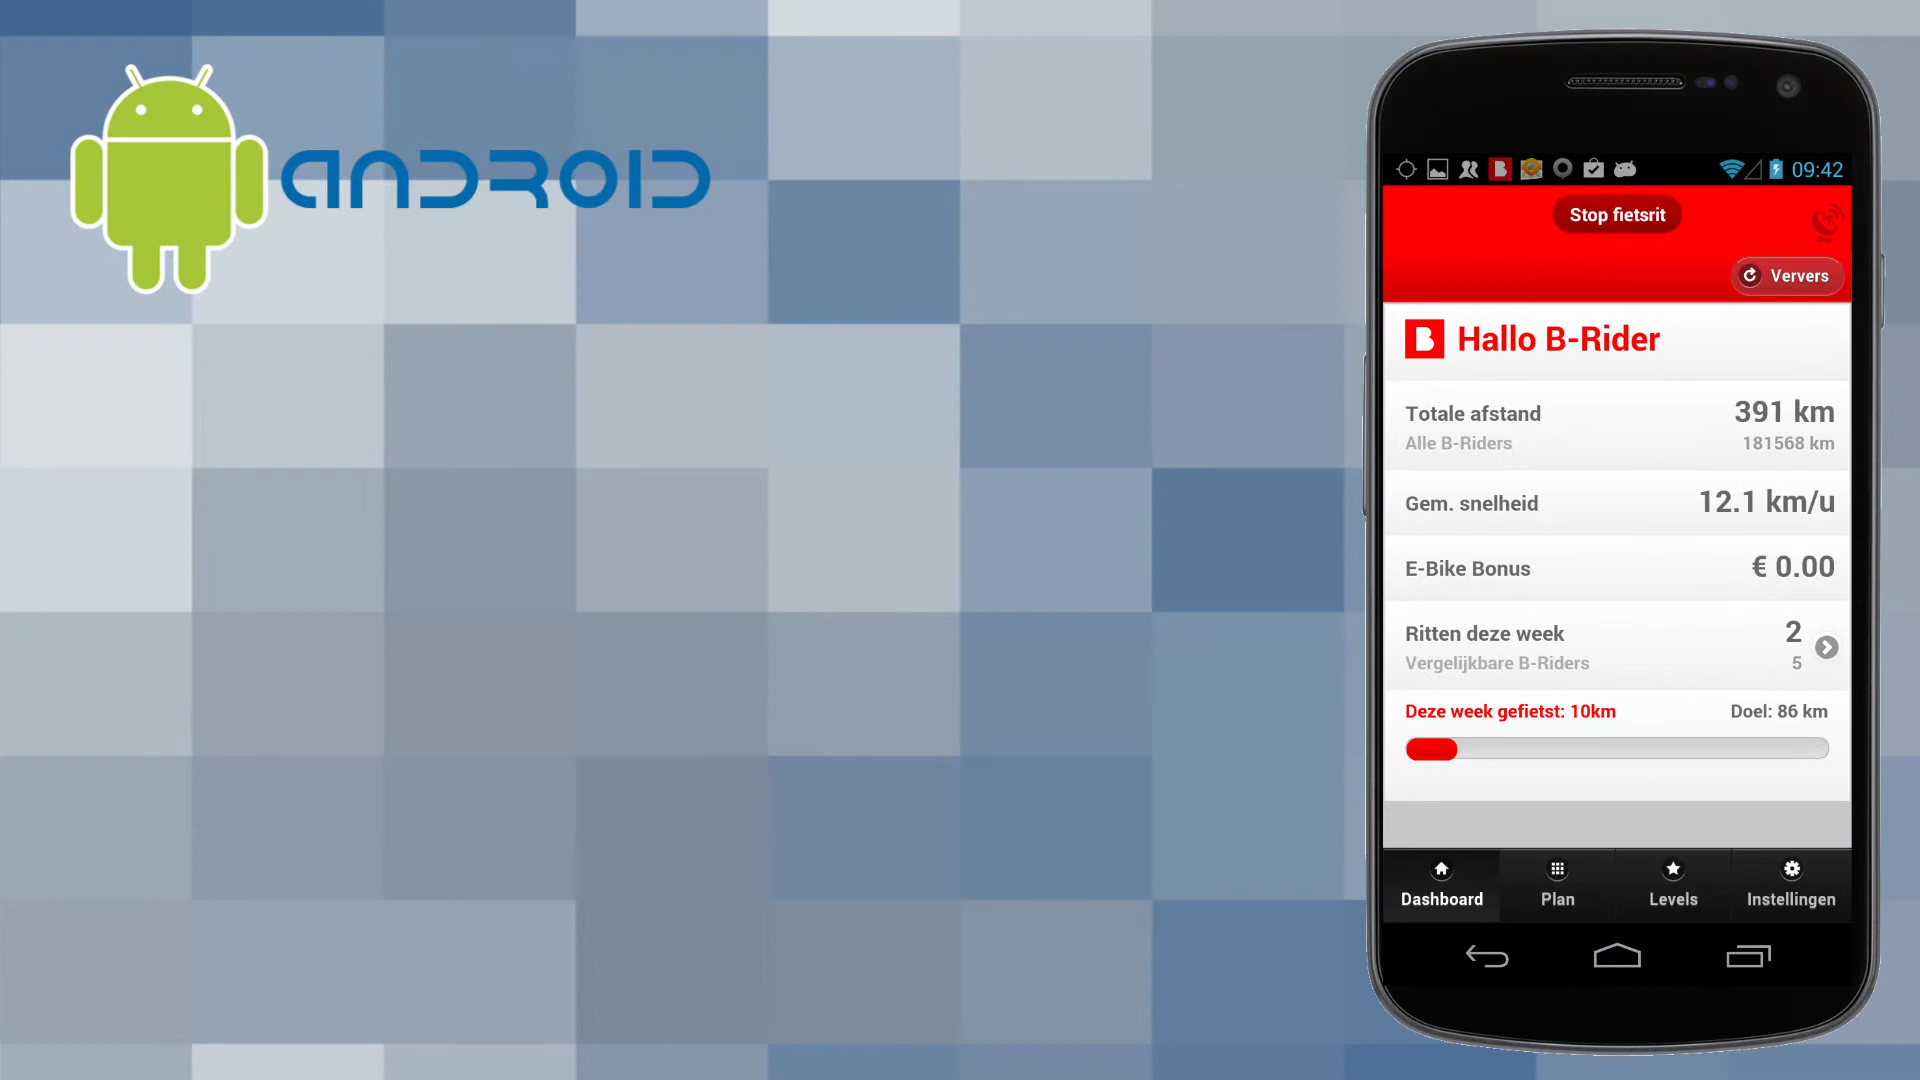 ANDROID
09:42
Stop fietsrit
Ververs
Hallo B-Rider
Totale afstand 391 km
Alle B-Riders 181568 km
Gem. snelheid 12.1 km/u
E-Bike Bonus € 0.00
Ritten deze week 2
Vergelijkbare B-Riders 5
Deze week gefietst: 10km Doel: 86 km
Dashboard Plan Levels Instellingen